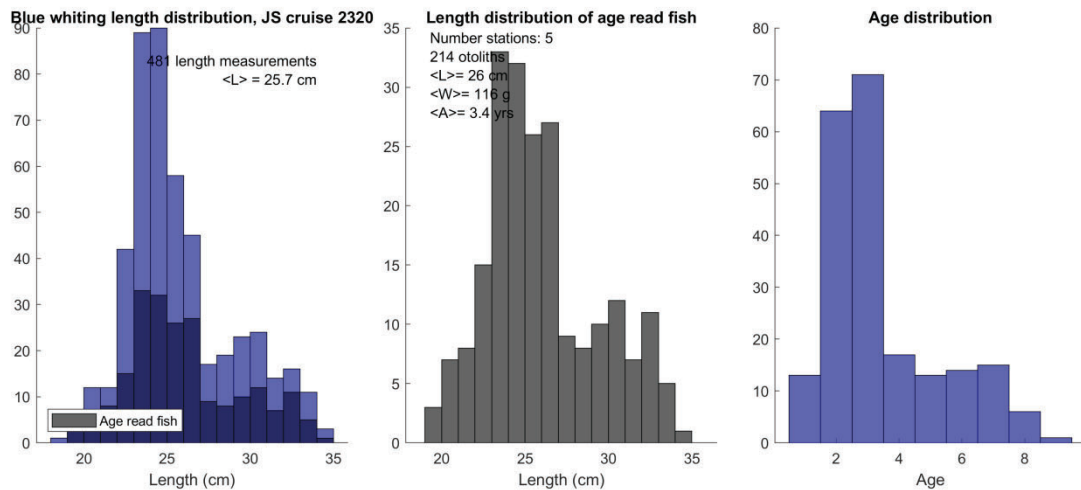 Blue whiting length distribution, JS cruise 2320
90
80
70
60
50
40
30
20
10
0
481 length measurements
<L> = 25.7 cm
Age read fish
20 25 30 35
Length (cm)
Length distribution of age read fish
Number stations: 5
214 otoliths
<L>= 26 cm
<W>= 116 g
<A>= 3.4 yrs
35
30
25
20
15
10
5
0
20 25 30 35
Length (cm)
Age distribution
80
70
60
50
40
30
20
10
0
2 4 6 8
Age